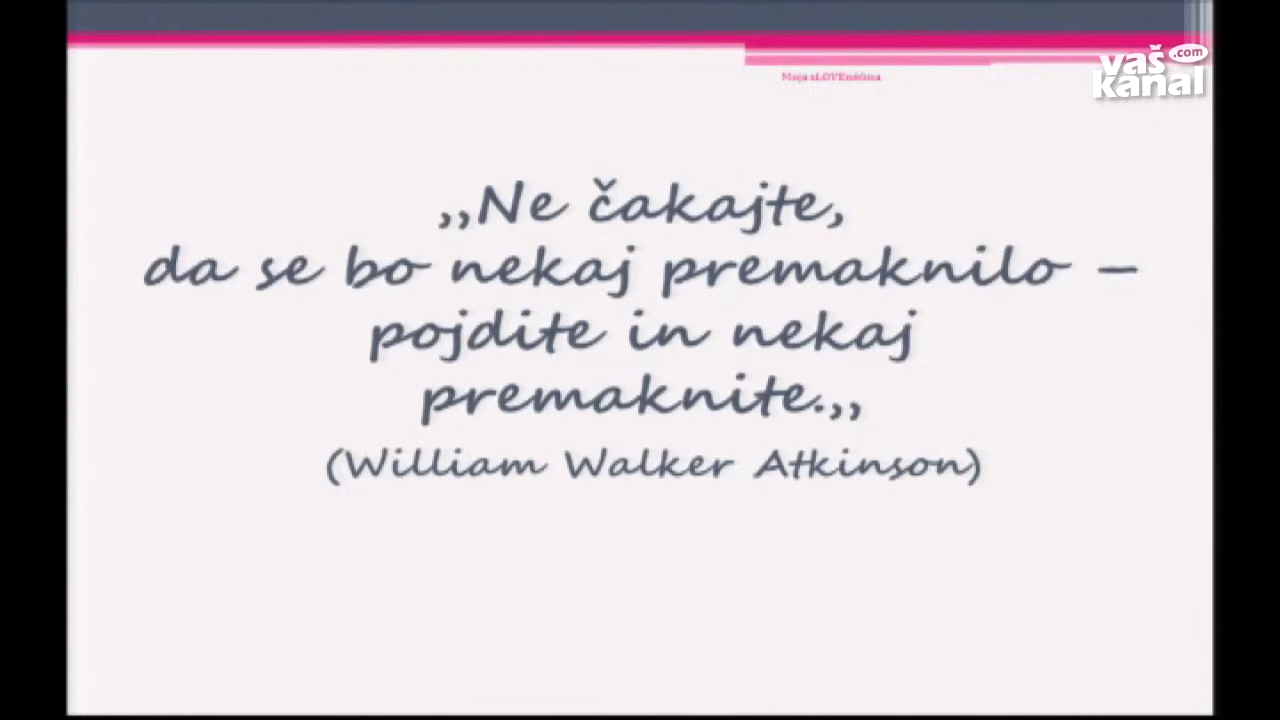 vaš .com
kanal
Moja sLOVEnščina
,,Ne čakajte,
da se bo nekaj premaknilo –
pojdite in nekaj
premaknite.,,
(William Walker Atkinson)